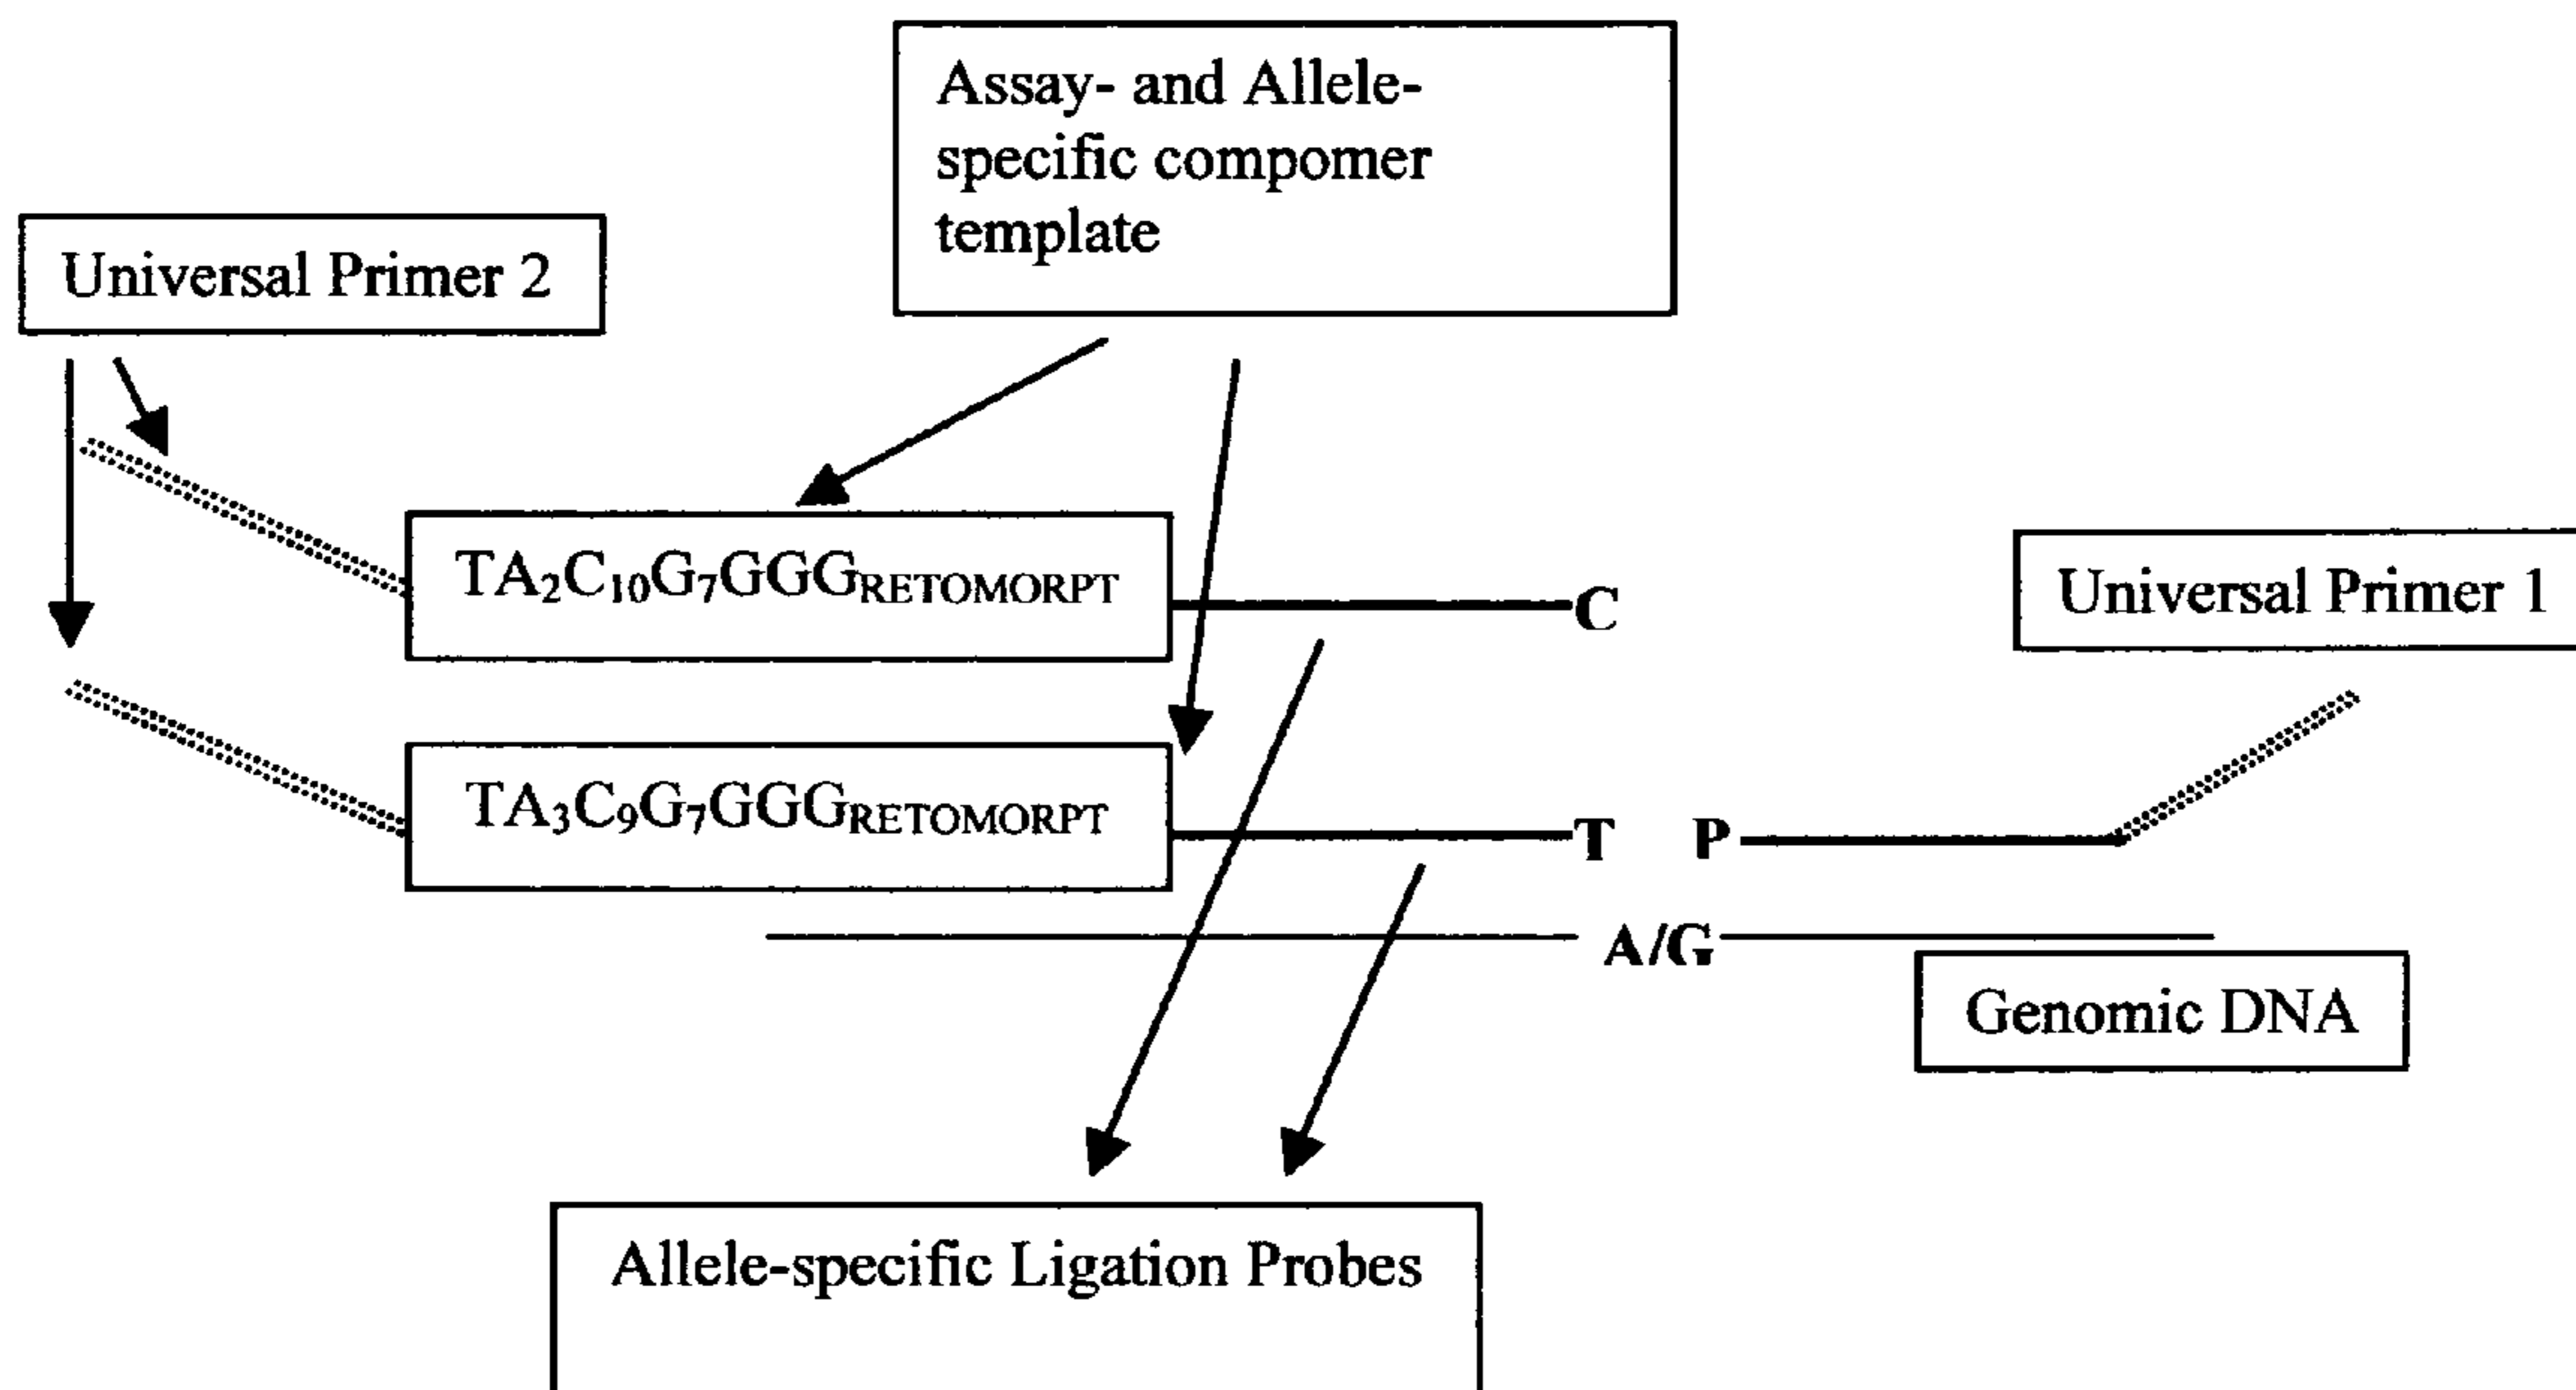 Assay- and Allele-
specific compomer
template
Universal Primer 2
TA₂C₁₀G₇GGGRETOMORPT
C
Universal Primer 1
TA₃C₉G₇GGGRETOMORPT
T P
A/G
Genomic DNA
Allele-specific Ligation Probes